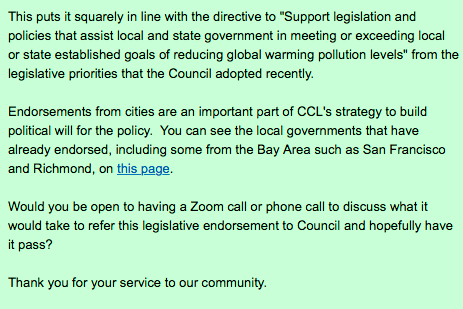 This puts it squarely in line with the directive to "Support legislation and
policies that assist local and state government in meeting or exceeding local
or state established goals of reducing global warming pollution levels" from the
legislative priorities that the Council adopted recently.
Endorsements from cities are an important part of CCL's strategy to build
political will for the policy.  You can see the local governments that have
already endorsed, including some from the Bay Area such as San Francisco
and Richmond, on this page.
Would you be open to having a Zoom call or phone call to discuss what it
would take to refer this legislative endorsement to Council and hopefully have
it pass?
Thank you for your service to our community.